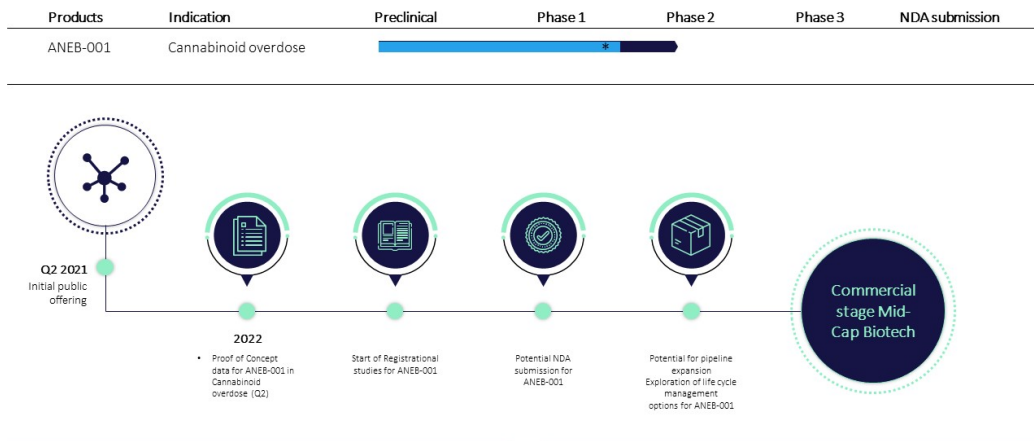 Products Indication Preclinical Phase 1 Phase 2 Phase 3 NDA submission
ANEB-001 Cannabinoid overdose *
Q2 2021
Initial public
offering
2022
• Proof of Concept
data for ANEB-001 in
Cannabinoid
overdose (Q2)
Start of Registrational
studies for ANEB-001
Potential NDA
submission for
ANEB-001
Potential for pipeline
expansion
Exploration of life cycle
management
options for ANEB-001
Commercial
stage Mid-
Cap Biotech